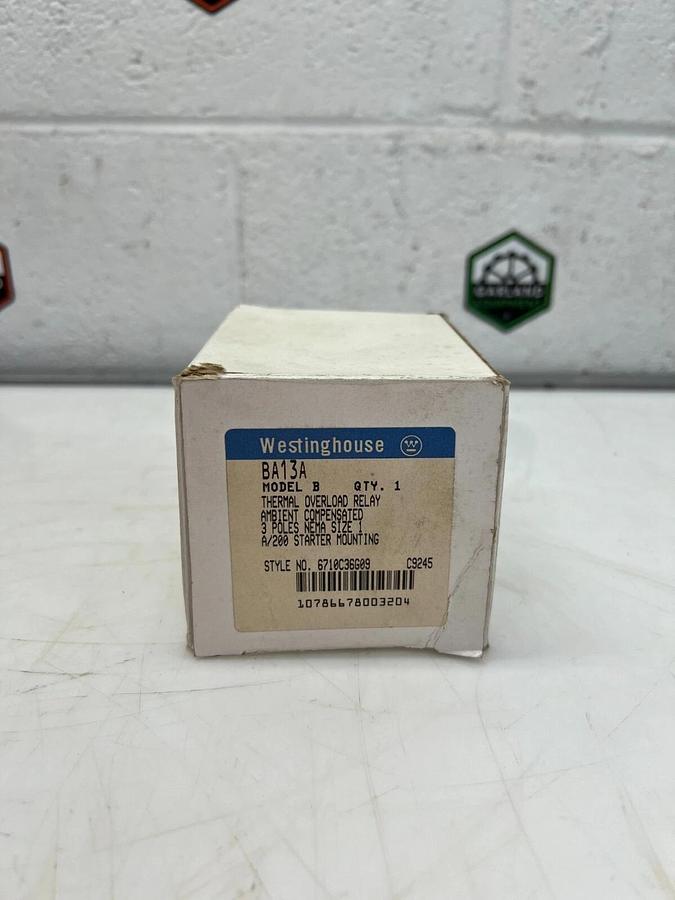 GARLAND
Westinghouse
BA13A
MODEL B QTY. 1
THERMAL OVERLOAD RELAY
AMBIENT COMPENSATED
3 POLES NEMA SIZE 1
A/200 STARTER MOUNTING
STYLE NO. 6710C36G09 C9245
10786678003204